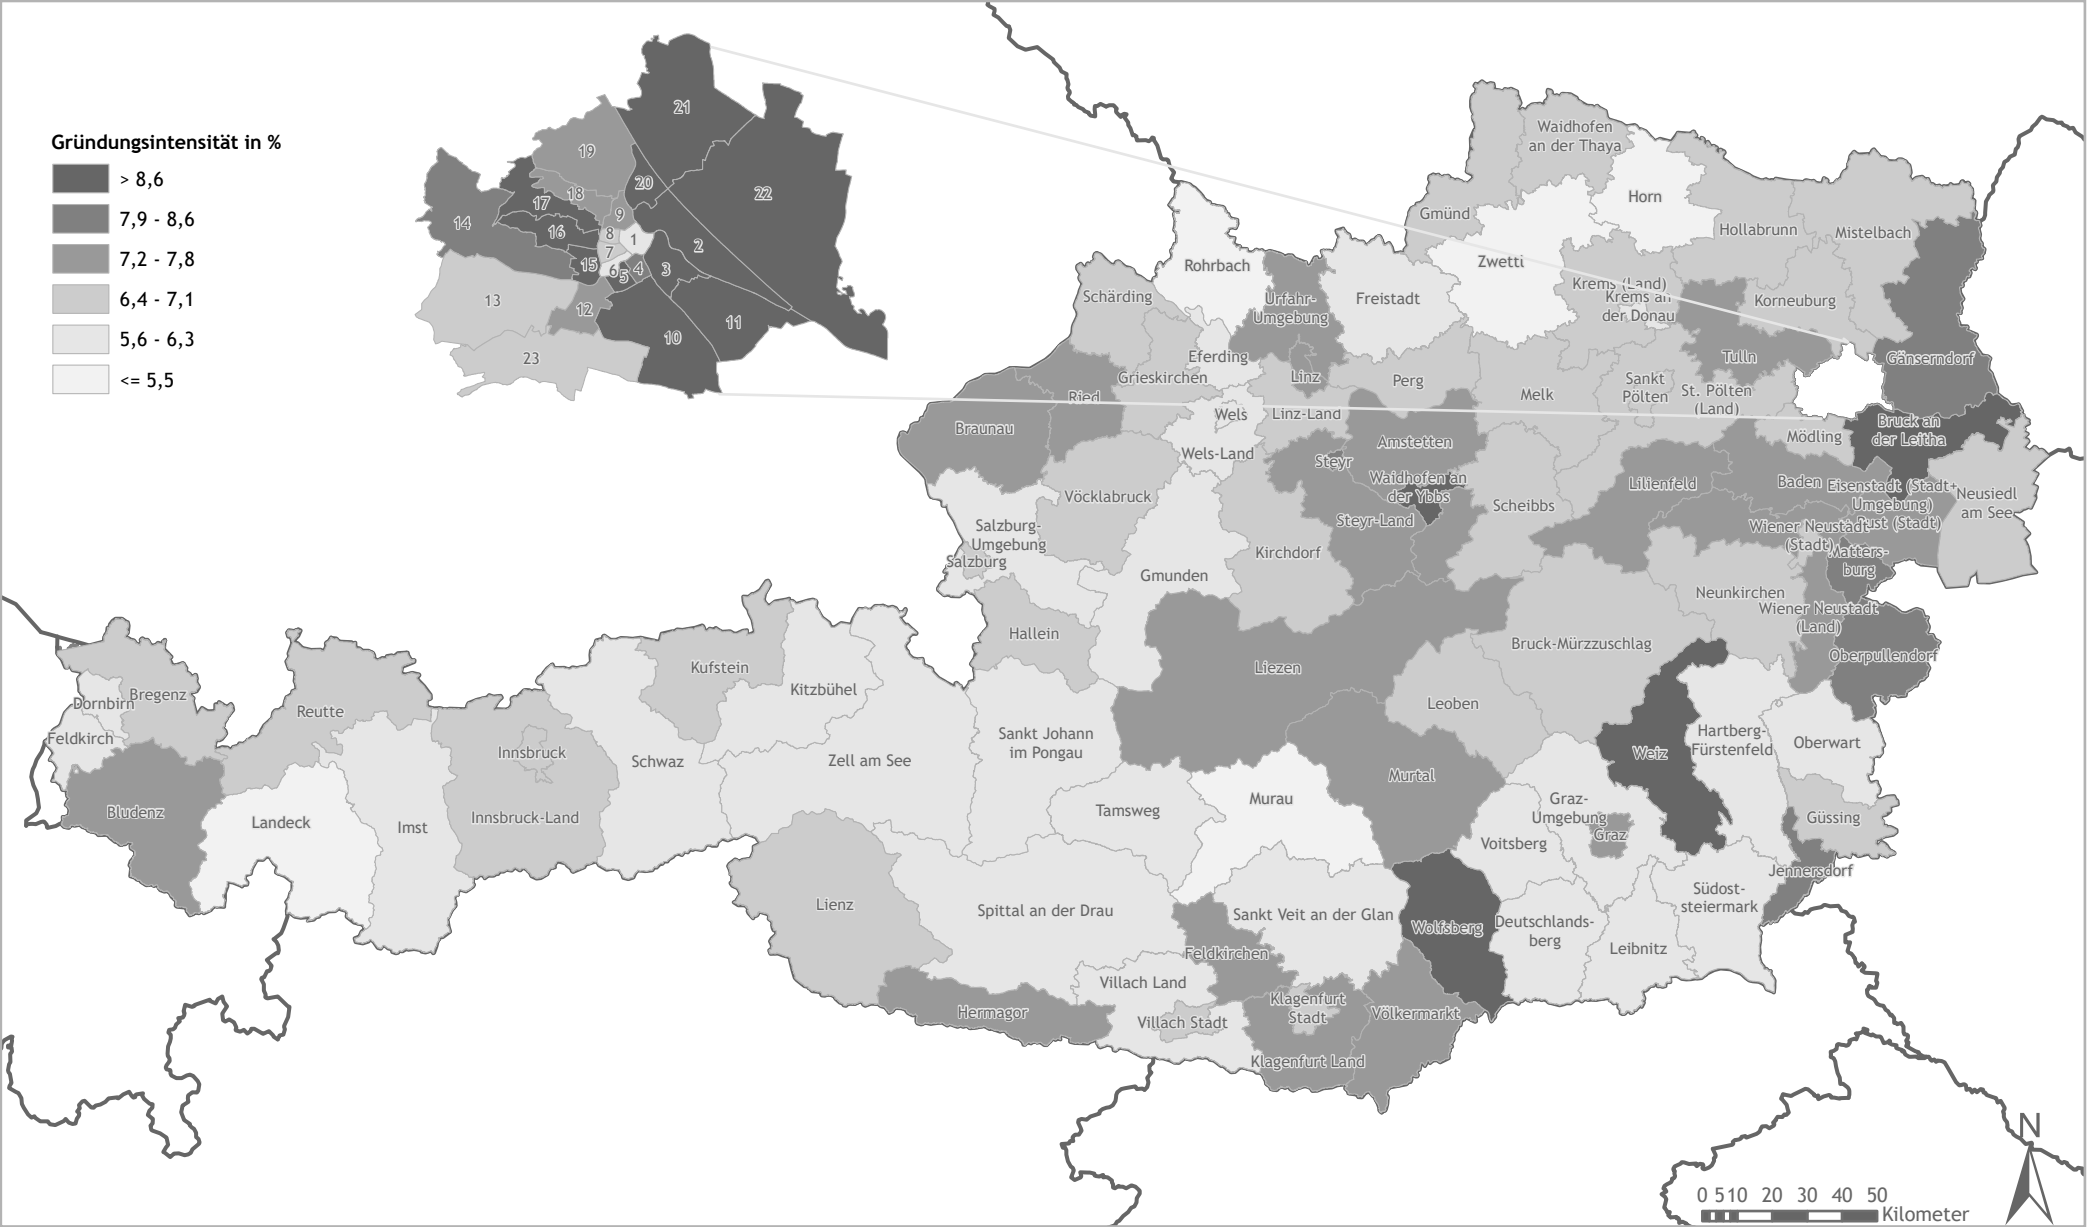 Gründungsintensität in %
> 8,6
7,9 - 8,6
7,2 - 7,8
6,4 - 7,1
5,6 - 6,3
<= 5,5
21
19
20
22
18
17
9
14
16
8
1
2
7
15
6
5
4
3
13
12
11
10
23
Waidhofen
an der Thaya
Horn
Gmünd
Hollabrunn
Mistelbach
Zwettl
Rohrbach
Krems (Land)
Krems an
der Donau
Korneuburg
Schärding
Urfahr-
Umgebung
Freistadt
Eferding
Tulln
Gänserndorf
Grieskirchen
Linz
Perg
Sankt
Pölten
St. Pölten
(Land)
Melk
Ried
Wels
Linz-Land
Braunau
Amstetten
Mödling
Bruck an
der Leitha
Wels-Land
Steyr
Waidhofen an
der Ybbs
Lilienfeld
Baden
Eisenstadt (Stadt+
Umgebung)
Rust (Stadt)
Neusiedl
am See
Vöcklabruck
Scheibbs
Steyr-Land
Salzburg-
Umgebung
Salzburg
Wiener Neustadt
(Stadt)
Matters-
burg
Kirchdorf
Gmunden
Neunkirchen
Wiener Neustadt
(Land)
Hallein
Bruck-Mürzzuschlag
Oberpullendorf
Liezen
Kufstein
Kitzbühel
Dornbirn
Bregenz
Reutte
Leoben
Feldkirch
Innsbruck
Schwaz
Zell am See
Sankt Johann
im Pongau
Weiz
Hartberg-
Fürstenfeld
Oberwart
Murtal
Bludenz
Landeck
Imst
Innsbruck-Land
Tamsweg
Murau
Graz-
Umgebung
Graz
Güssing
Voitsberg
Jennersdorf
Lienz
Spittal an der Drau
Sankt Veit an der Glan
Wolfsberg
Deutschlands-
berg
Südost-
steiermark
Leibnitz
Feldkirchen
Villach Land
Hermagor
Villach Stadt
Klagenfurt
Stadt
Völkermarkt
Klagenfurt Land
N
0 5 10 20 30 40 50
Kilometer